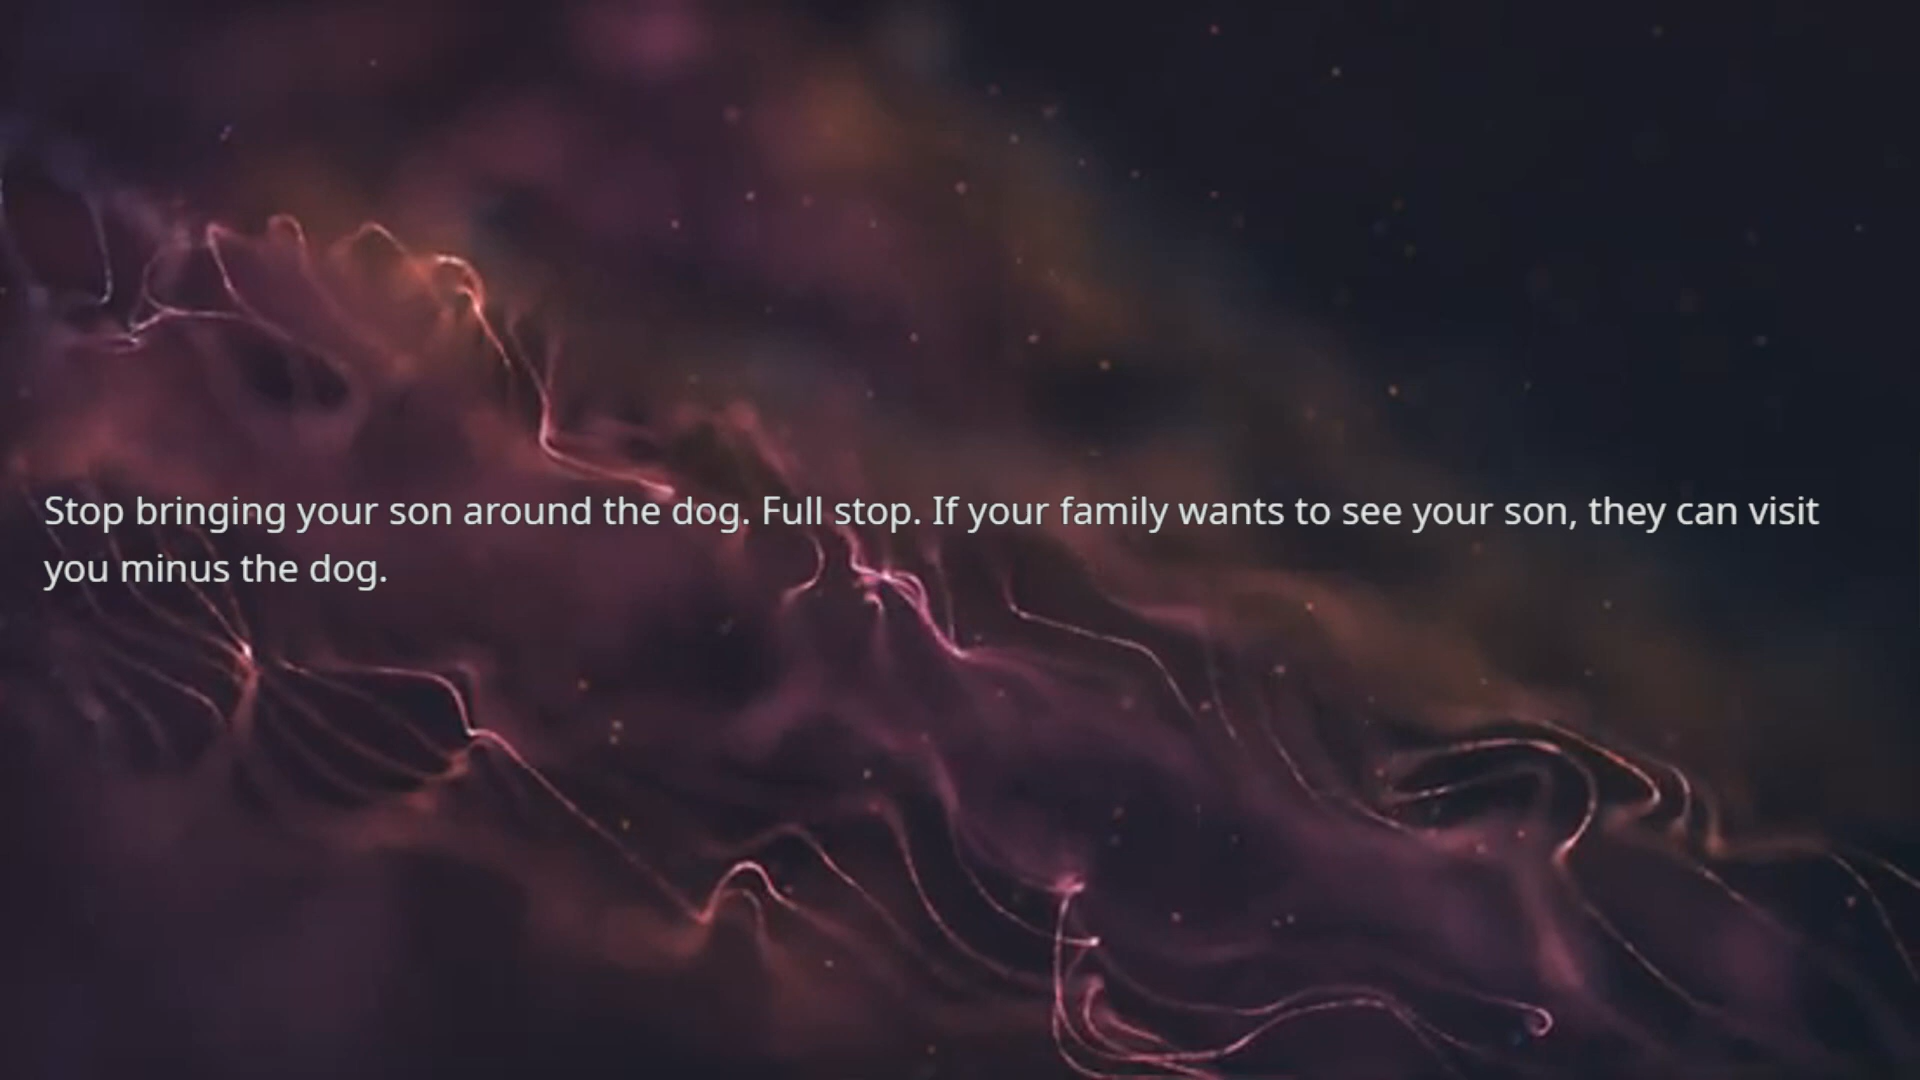 Stop bringing your son around the dog. Full stop. If your family wants to see your son, they can visit
you minus the dog.